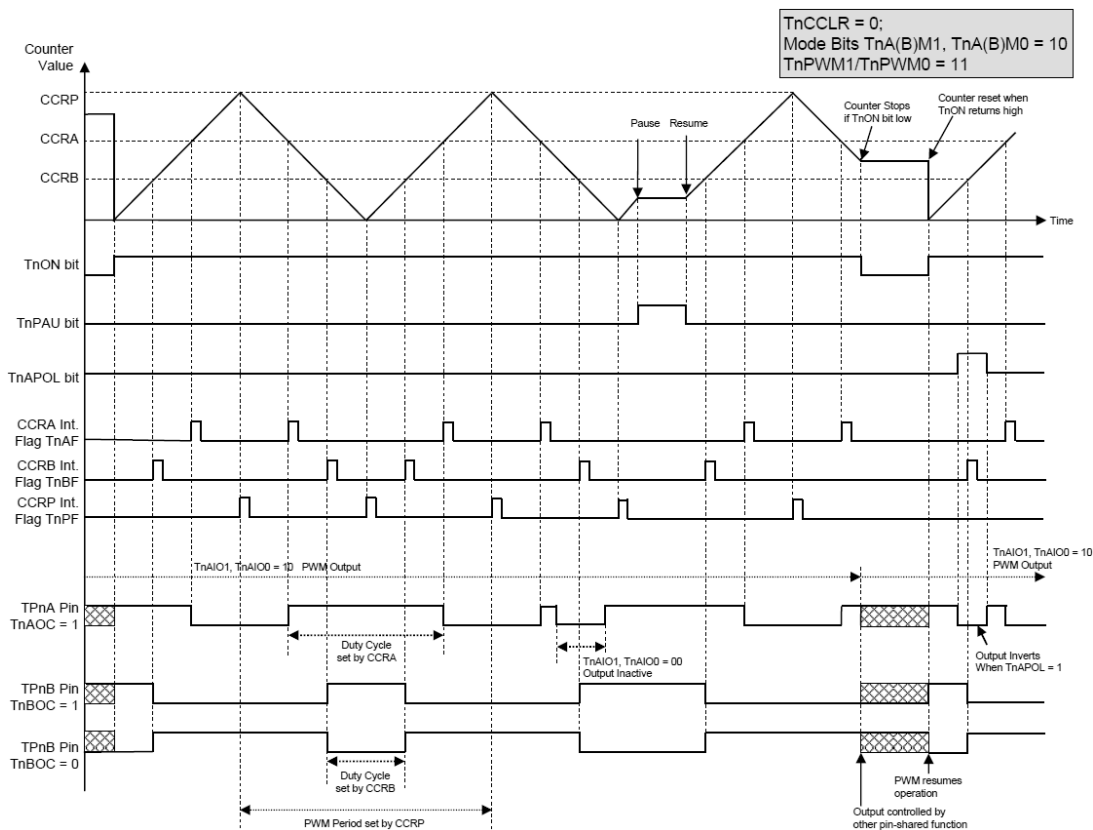 TnCCLR = 0;
Mode Bits TnA(B)M1, TnA(B)M0 = 10
TnPWM1/TnPWM0 = 11
Counter
Value
CCRP
CCRA
CCRB
Pause
Resume
Counter Stops
if TnON bit low
Counter reset when
TnON returns high
Time
TnON bit
TnPAU bit
TnAPOL bit
CCRA Int.
Flag TnAF
CCRB Int.
Flag TnBF
CCRP Int.
Flag TnPF
TnAIO1, TnAIO0 = 10 PWM Output
TnAIO1, TnAIO0 = 10
PWM Output
TPnA Pin
TnAOC = 1
Duty Cycle
set by CCRA
TnAIO1, TnAIO0 = 00
Output Inactive
Output Inverts
When TnAPOL = 1
TPnB Pin
TnBOC = 1
TPnB Pin
TnBOC = 0
Duty Cycle
set by CCRB
PWM resumes
operation
Output controlled by
other pin-shared function
PWM Period set by CCRP